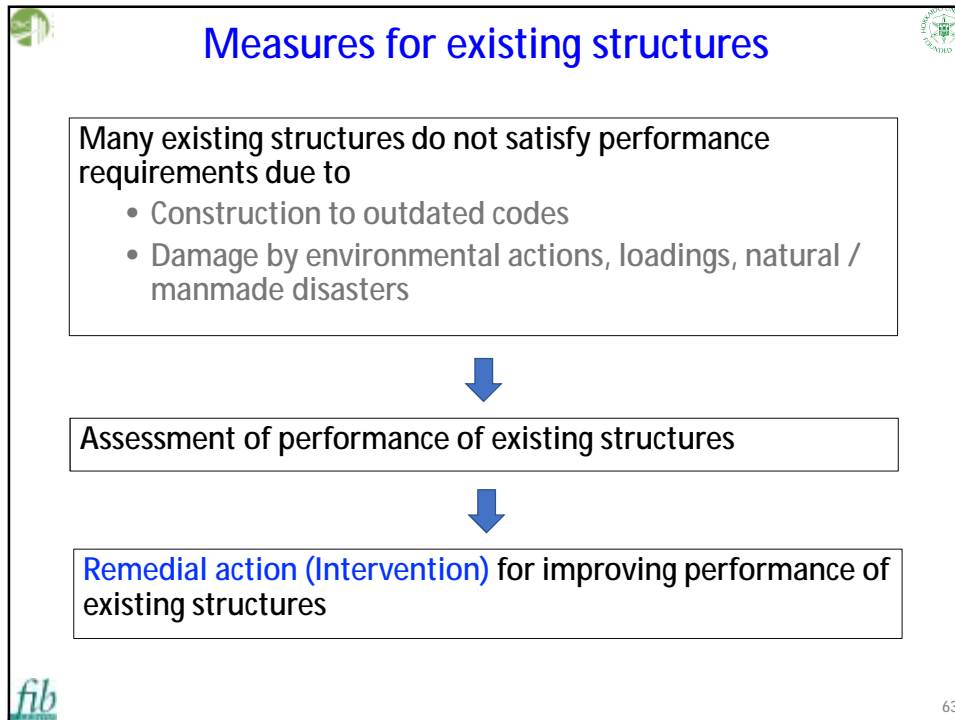 Measures for existing structures
Many existing structures do not satisfy performance
requirements due to
• Construction to outdated codes
• Damage by environmental actions, loadings, natural /
manmade disasters
Assessment of performance of existing structures
Remedial action (Intervention) for improving performance of
existing structures
fib
63